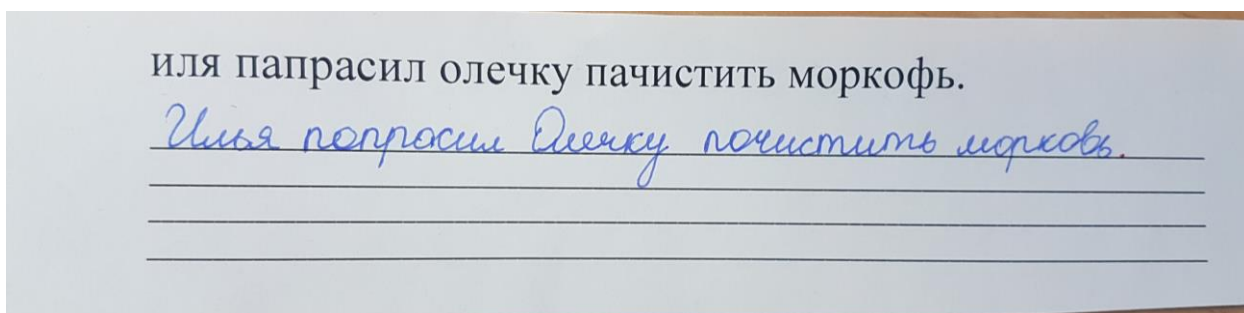 иля папрасил олечку пачистить моркофь.
Илья попросил Олечку почистить морковь.